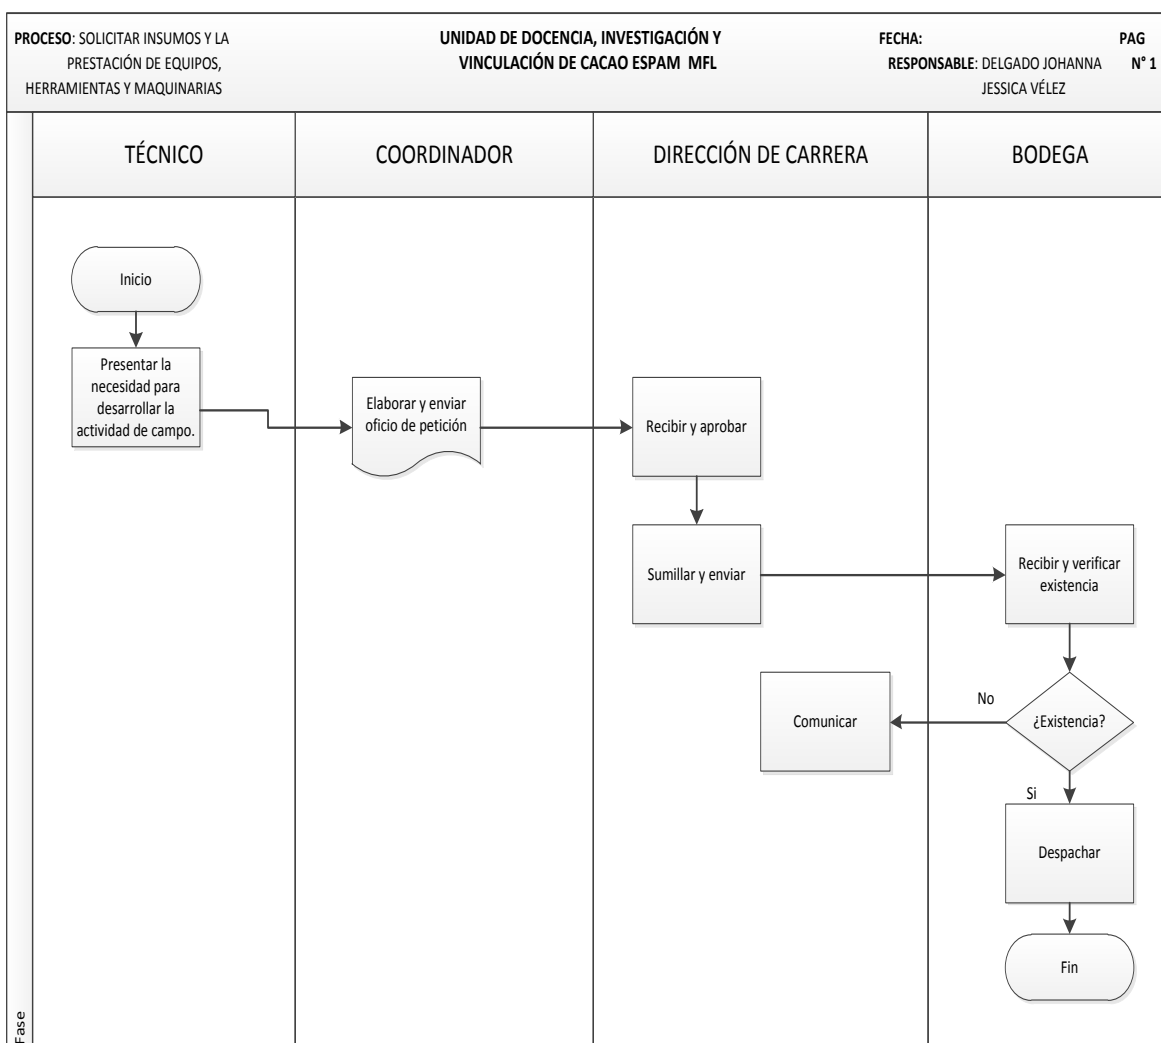 PROCESO: SOLICITAR INSUMOS Y LA
PRESTACIÓN DE EQUIPOS,
HERRAMIENTAS Y MAQUINARIAS
UNIDAD DE DOCENCIA, INVESTIGACIÓN Y
VINCULACIÓN DE CACAO ESPAM MFL
FECHA:
RESPONSABLE: DELGADO JOHANNA
JESSICA VÉLEZ
PAG
N° 1
TÉCNICO
COORDINADOR
DIRECCIÓN DE CARRERA
BODEGA
Inicio
Presentar la
necesidad para
desarrollar la
actividad de campo.
Elaborar y enviar
oficio de petición
Recibir y aprobar
Sumillar y enviar
Recibir y verificar
existencia
¿Existencia?
No
Comunicar
Si
Despachar
Fin
Fase